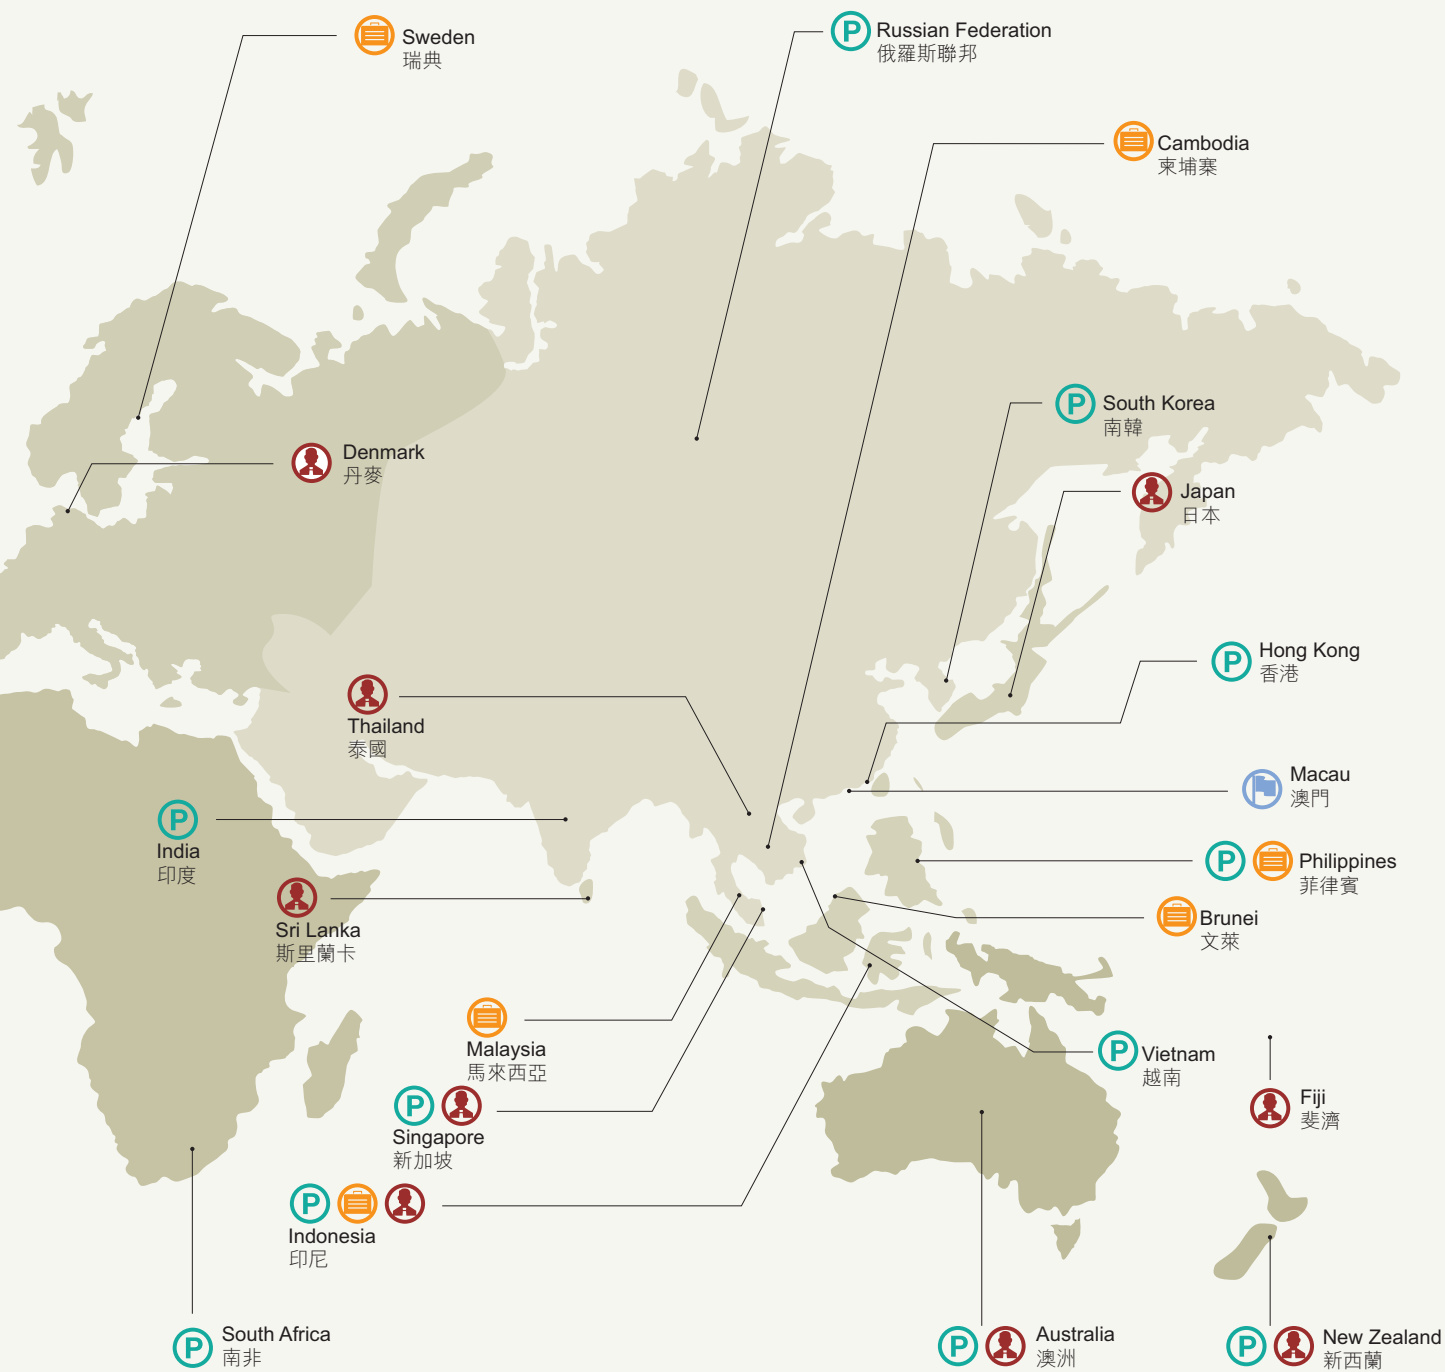 Sweden
瑞典
P
Russian Federation
俄羅斯聯邦
Cambodia
柬埔寨
P
South Korea
南韓
Denmark
丹麥
Japan
日本
P
Hong Kong
香港
Thailand
泰國
Macau
澳門
P
India
印度
P
Philippines
菲律賓
Sri Lanka
斯里蘭卡
Brunei
文萊
Malaysia
馬來西亞
P
Vietnam
越南
P
Singapore
新加坡
Fiji
斐濟
P
Indonesia
印尼
P
South Africa
南非
P
Australia
澳洲
P
New Zealand
新西蘭